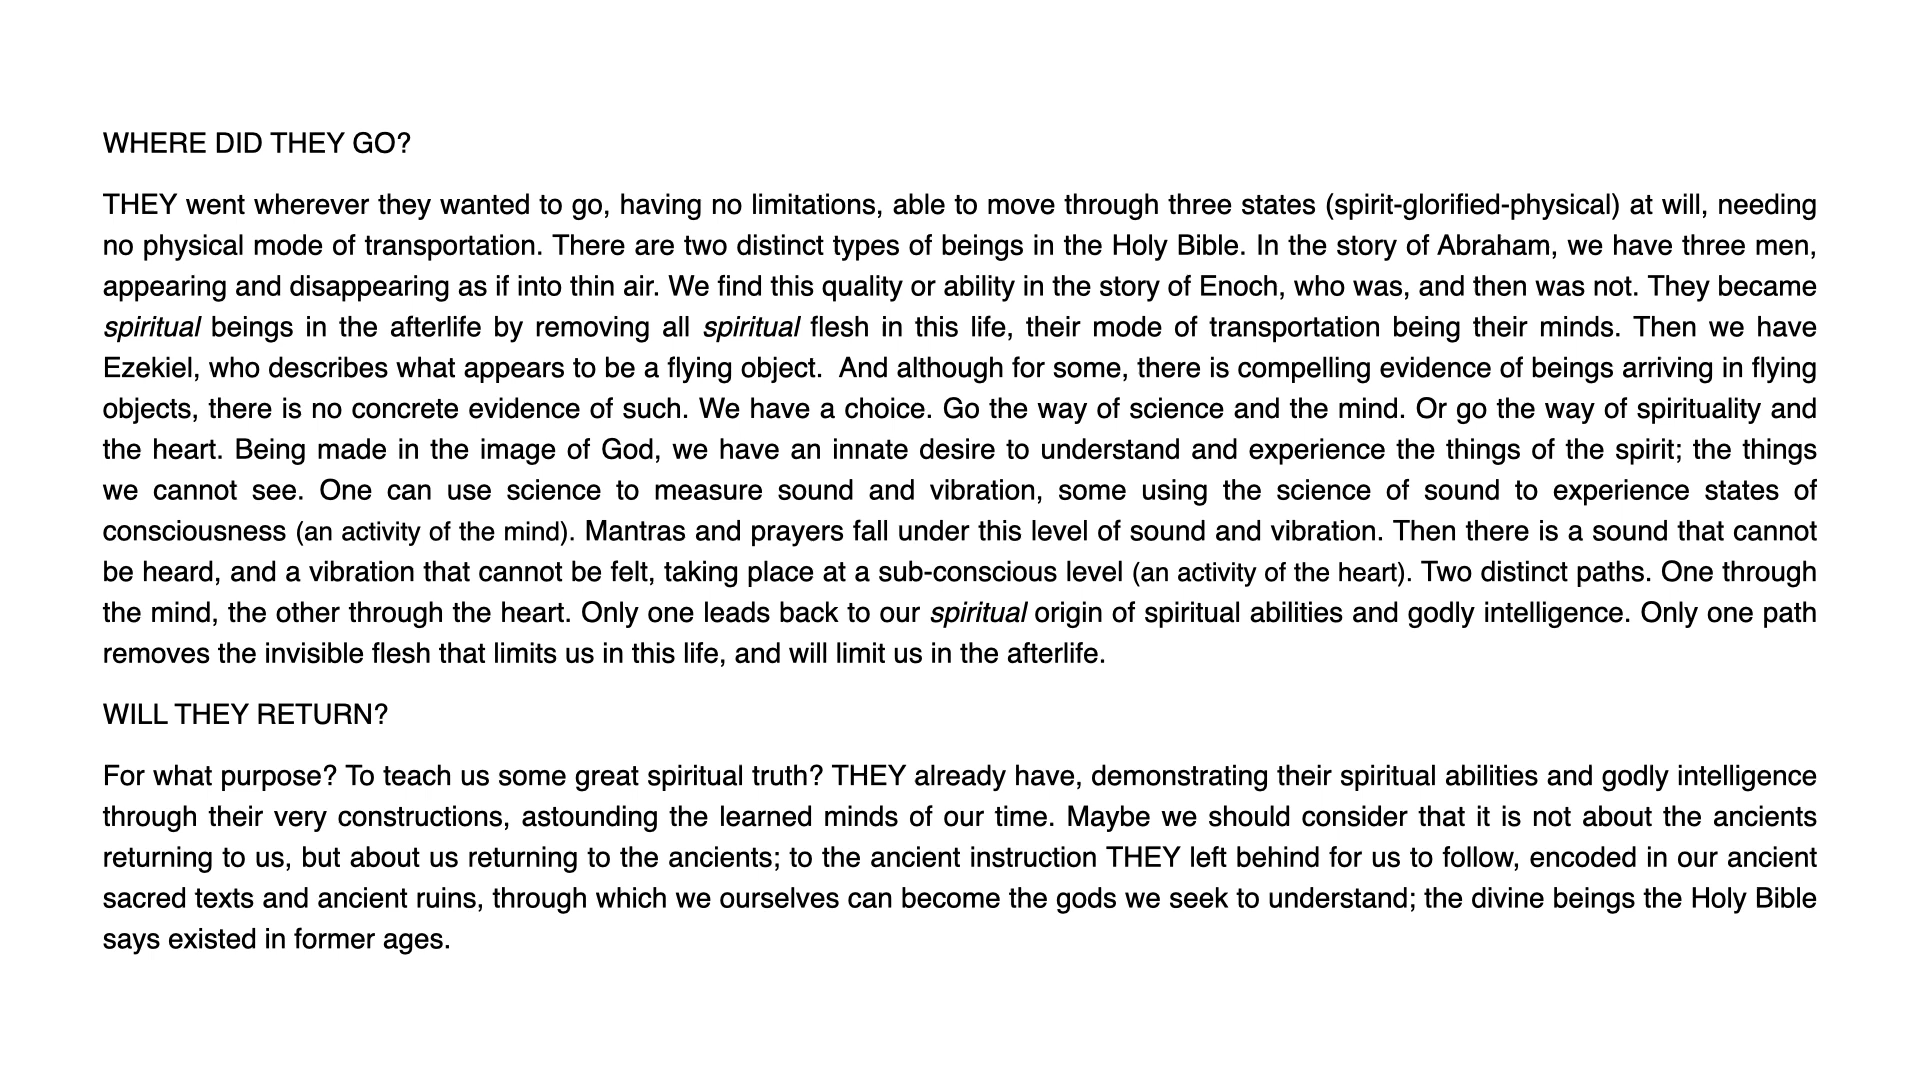 WHERE DID THEY GO?
THEY went wherever they wanted to go, having no limitations, able to move through three states (spirit-glorified-physical) at will, needing
no physical mode of transportation. There are two distinct types of beings in the Holy Bible. In the story of Abraham, we have three men,
appearing and disappearing as if into thin air. We find this quality or ability in the story of Enoch, who was, and then was not. They became
spiritual beings in the afterlife by removing all spiritual flesh in this life, their mode of transportation being their minds. Then we have
Ezekiel, who describes what appears to be a flying object.  And although for some, there is compelling evidence of beings arriving in flying
objects, there is no concrete evidence of such. We have a choice. Go the way of science and the mind. Or go the way of spirituality and
the heart. Being made in the image of God, we have an innate desire to understand and experience the things of the spirit; the things
we cannot see. One can use science to measure sound and vibration, some using the science of sound to experience states of
consciousness (an activity of the mind). Mantras and prayers fall under this level of sound and vibration. Then there is a sound that cannot
be heard, and a vibration that cannot be felt, taking place at a sub-conscious level (an activity of the heart). Two distinct paths. One through
the mind, the other through the heart. Only one leads back to our spiritual origin of spiritual abilities and godly intelligence. Only one path
removes the invisible flesh that limits us in this life, and will limit us in the afterlife.
WILL THEY RETURN?
For what purpose? To teach us some great spiritual truth? THEY already have, demonstrating their spiritual abilities and godly intelligence
through their very constructions, astounding the learned minds of our time. Maybe we should consider that it is not about the ancients
returning to us, but about us returning to the ancients; to the ancient instruction THEY left behind for us to follow, encoded in our ancient
sacred texts and ancient ruins, through which we ourselves can become the gods we seek to understand; the divine beings the Holy Bible
says existed in former ages.